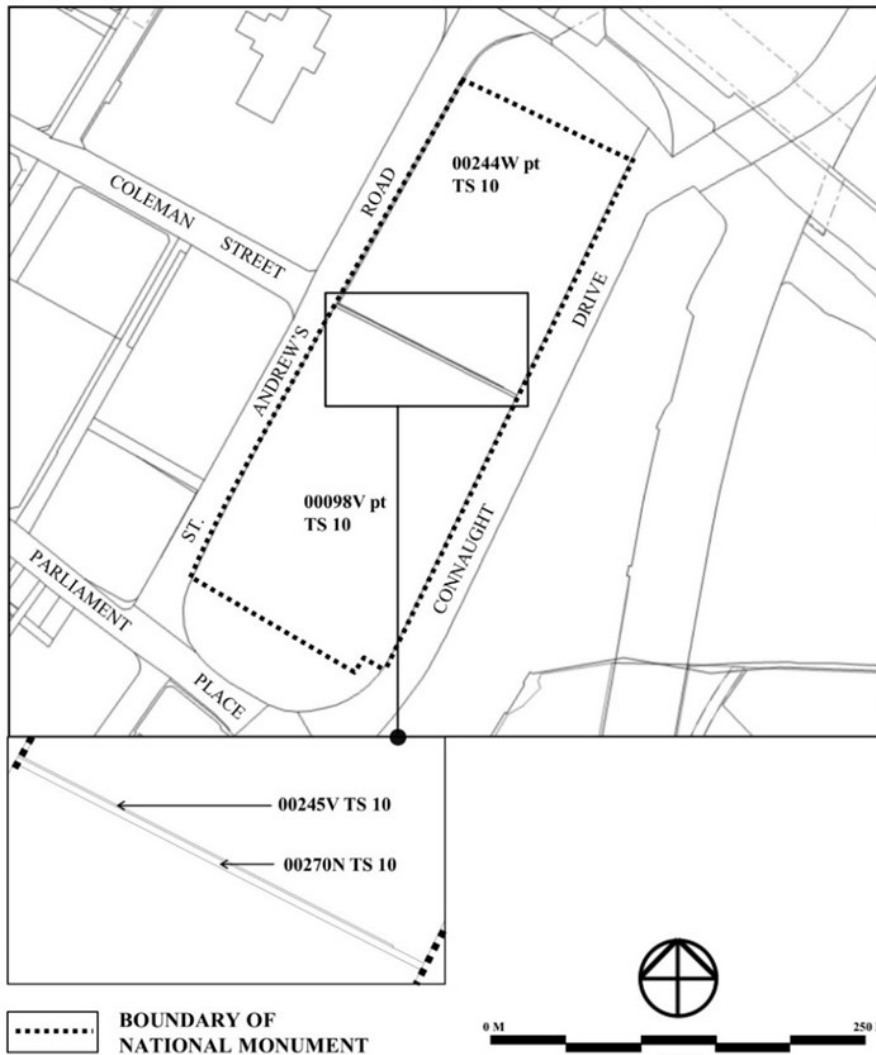 00244W pt
TS 10
COLEMAN STREET
ST. ANDREW'S ROAD
CONNAUGHT DRIVE
00098V pt
TS 10
PARLIAMENT PLACE
00245V TS 10
00270N TS 10
BOUNDARY OF
NATIONAL MONUMENT
0 M
250